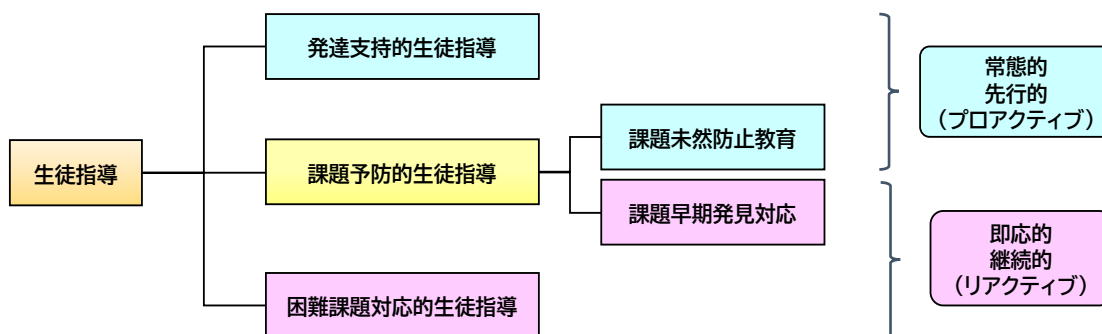 発達支持的生徒指導
常態的
先行的
（プロアクティブ）
課題未然防止教育
生徒指導
課題予防的生徒指導
課題早期発見対応
即応的
継続的
（リアクティブ）
困難課題対応的生徒指導